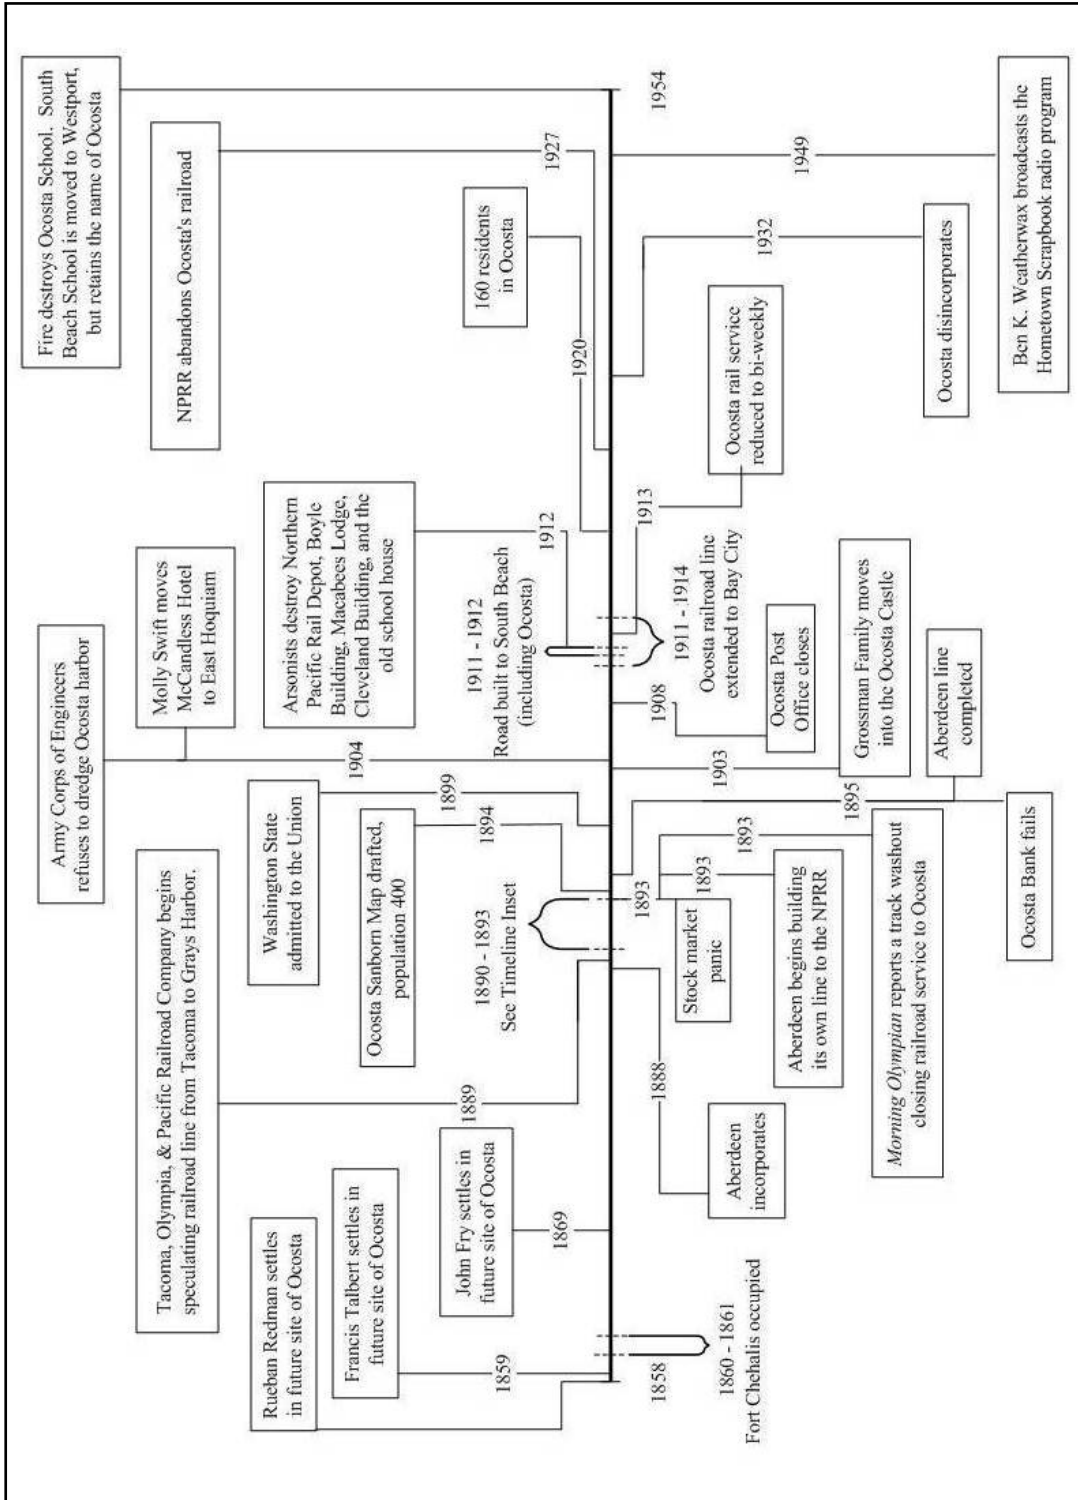 Fire destroys Ocosta School. South
Beach School is moved to Westport,
but retains the name of Ocosta
NPRR abandons Ocosta's railroad
1927
160 residents
in Ocosta
1920
Army Corps of Engineers
refuses to dredge Ocosta harbor
Molly Swift moves
McCandless Hotel
to East Hoquiam
1904
Arsonists destroy Northern
Pacific Rail Depot, Boyle
Building, Macabees Lodge,
Cleveland Building, and the
old school house
1912
1911 - 1912
Road built to South Beach
(including Ocosta)
Tacoma, Olympia, & Pacific Railroad Company begins
speculating railroad line from Tacoma to Grays Harbor.
1889
Washington State
admitted to the Union
1899
Ocosta Sanborn Map drafted,
population 400
1894
1890 - 1893
See Timeline Inset
Rueban Redman settles
in future site of Ocosta
Francis Talbert settles in
future site of Ocosta
1859
John Fry settles in
future site of Ocosta
1869
1858
1860 - 1861
Fort Chehalis occupied
1888
Aberdeen
incorporates
1893
Stock market
panic
1893
Aberdeen begins building
its own line to the NPRR
1893
Morning Olympian reports a track washout
closing railroad service to Ocosta
1895
Aberdeen line
completed
Ocosta Bank fails
1903
Grossman Family moves
into the Ocosta Castle
1908
Ocosta Post
Office closes
1911 - 1914
Ocosta railroad line
extended to Bay City
1913
Ocosta rail service
reduced to bi-weekly
1932
Ocosta disincorporates
1949
Ben K. Weatherwax broadcasts the
Hometown Scrapbook radio program
1954